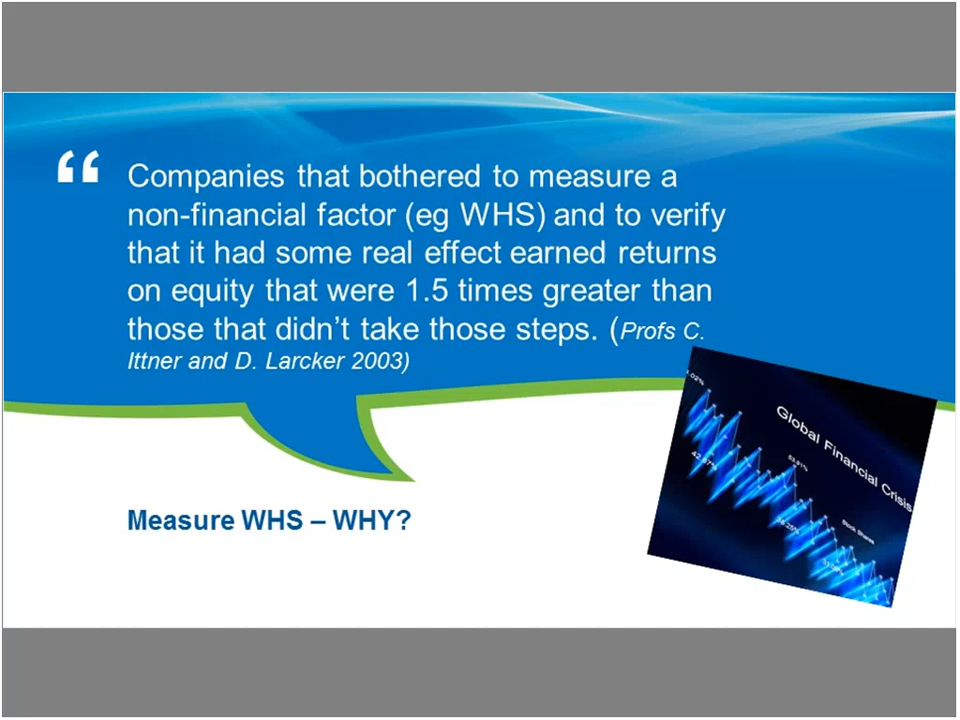 “
Companies that bothered to measure a
non-financial factor (eg WHS) and to verify
that it had some real effect earned returns
on equity that were 1.5 times greater than
those that didn’t take those steps. (Profs C.
Ittner and D. Larcker 2003)
Measure WHS – WHY?
Global Financial Crisis
Stock Shares